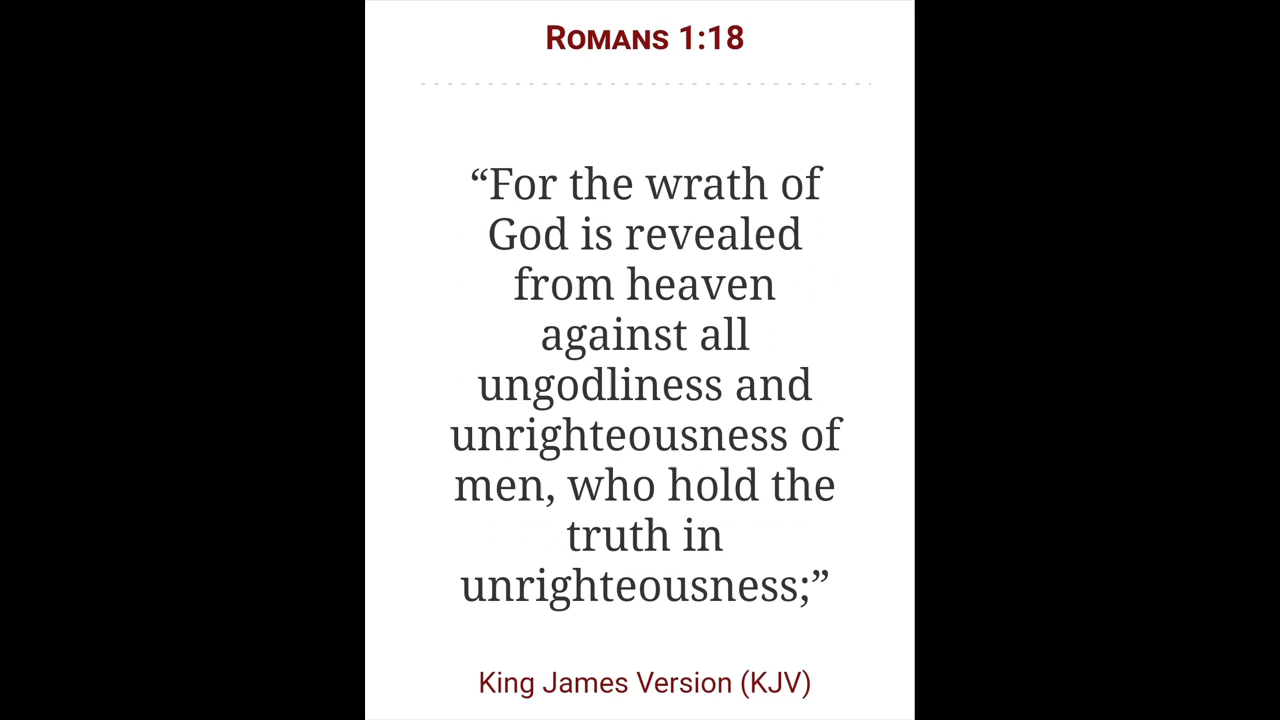 Romans 1:18
“For the wrath of
God is revealed
from heaven
against all
ungodliness and
unrighteousness of
men, who hold the
truth in
unrighteousness;”
King James Version (KJV)